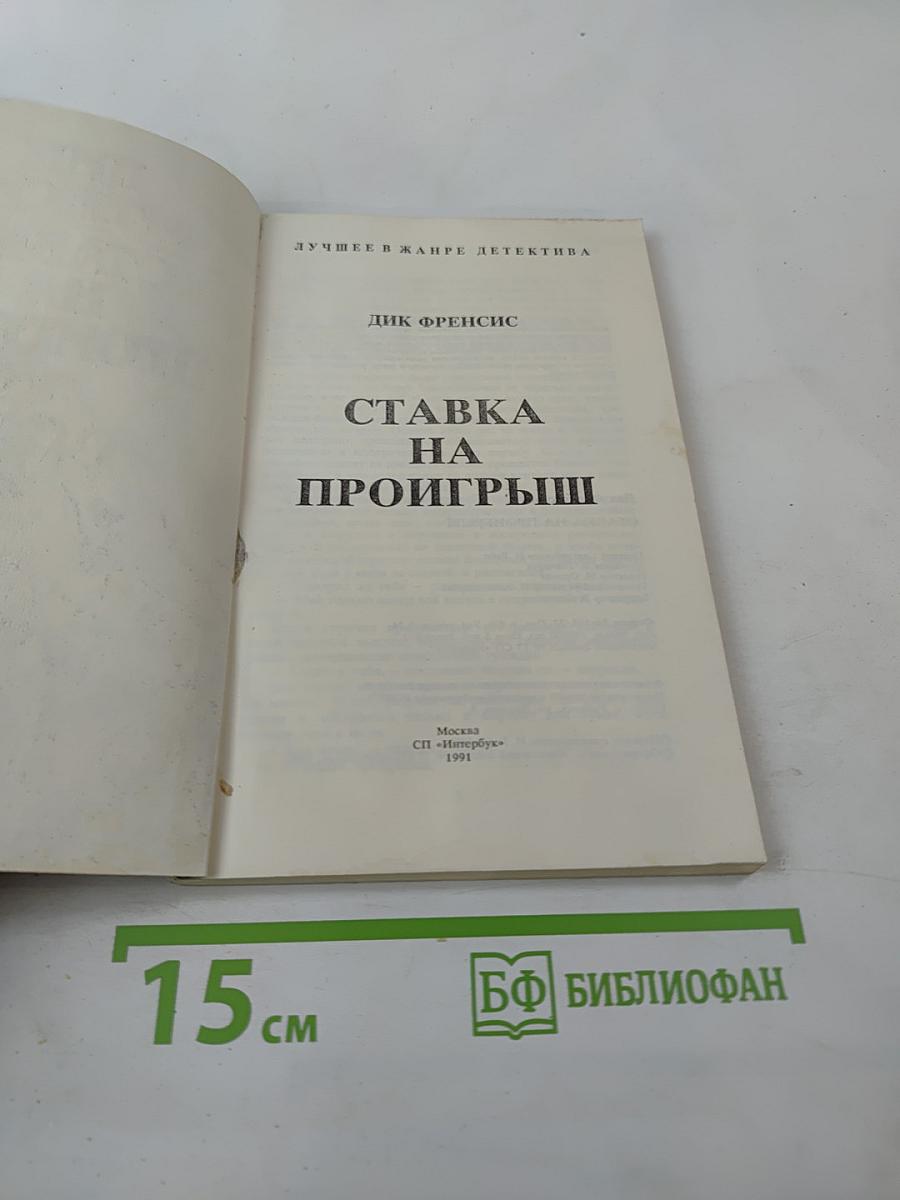 ЛУЧШЕЕ В ЖАНРЕ ДЕТЕКТИВА
ДИК ФРЕНСИС
СТАВКА
НА
ПРОИГРЫШ
Москва
СП «Интербук»
1991
15 см
БФ БИБЛИОФАН